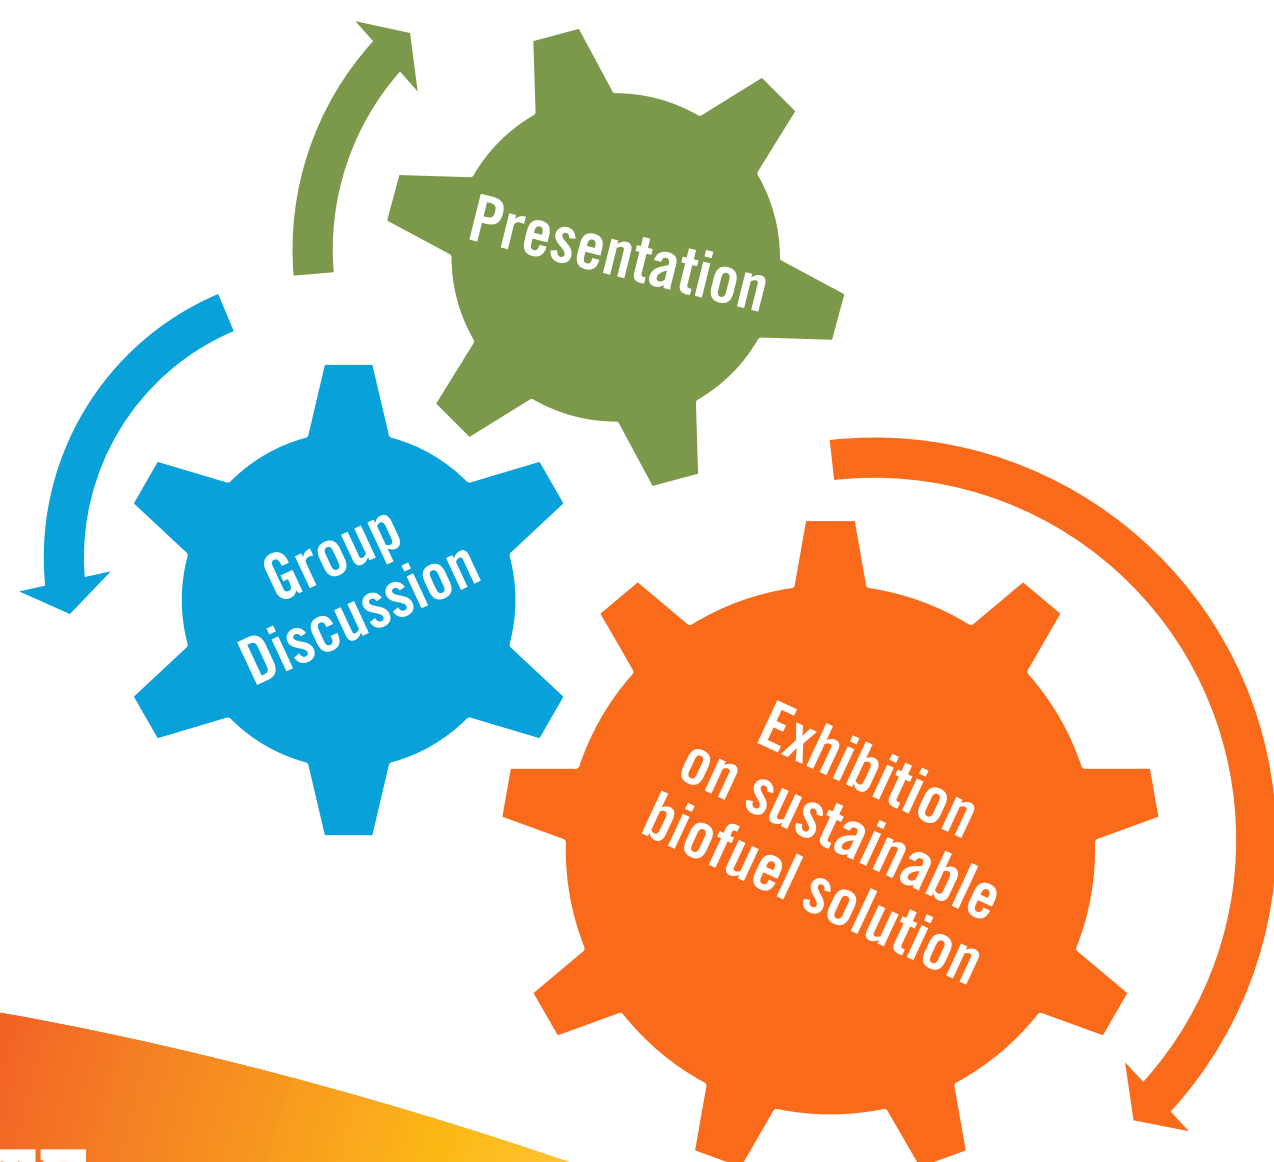 Presentation
Group
Discussion
Exhibition
on sustainable
biofuel solution